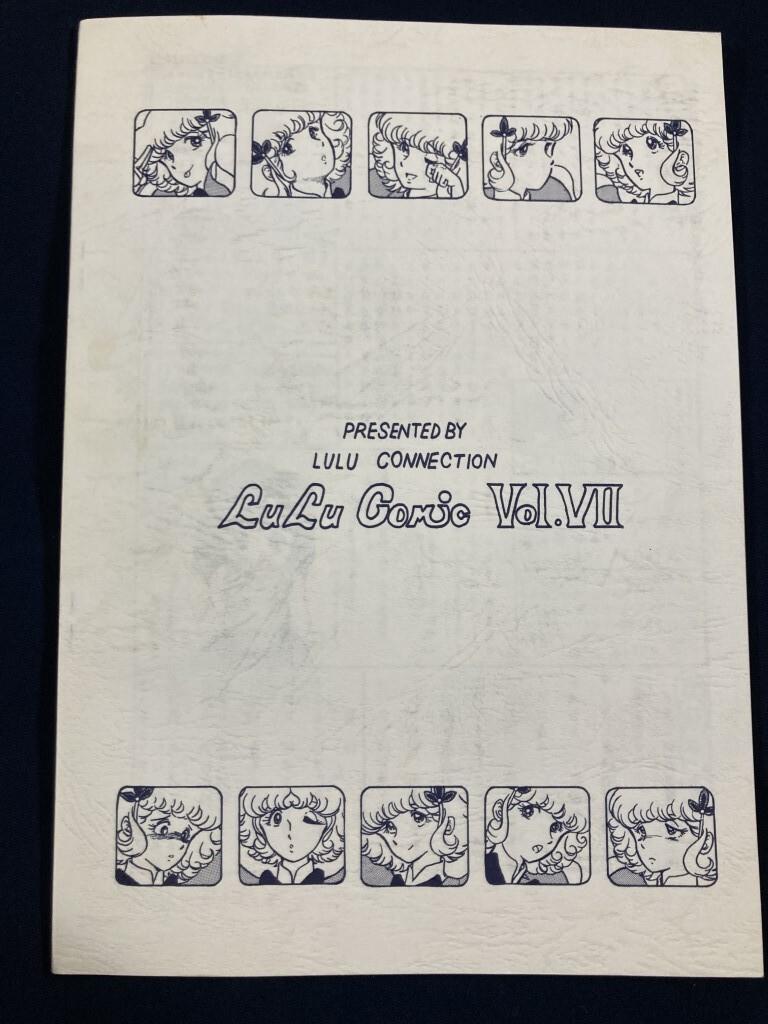 PRESENTED BY
LULU CONNECTION
LuLu Comic Vol.VII